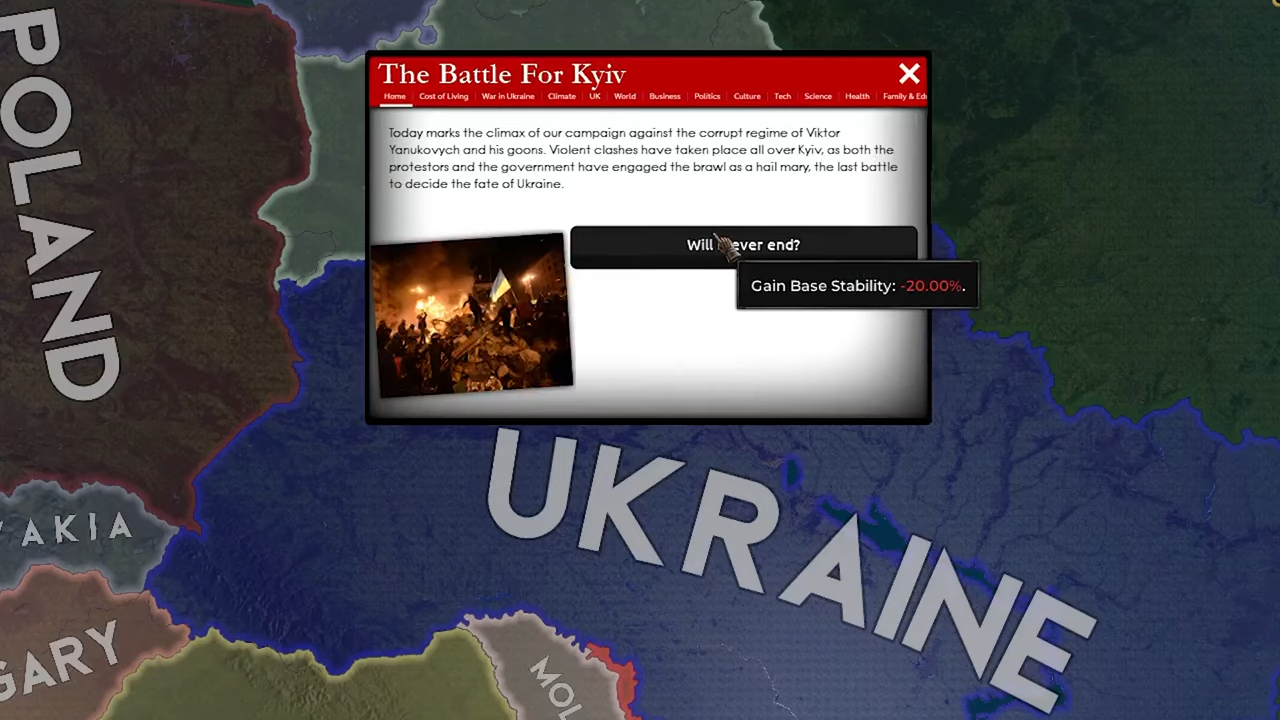 POLAND
The Battle For Kyiv
Home Cost of Living War in Ukraine Climate UK World Business Politics Culture Tech Science Health Family & Edu
Today marks the climax of our campaign against the corrupt regime of Viktor
Yanukovych and his goons. Violent clashes have taken place all over Kyiv, as both the
protestors and the government have engaged the brawl as a hail mary, the last battle
to decide the fate of Ukraine.
Will ever end?
Gain Base Stability: -20.00%.
UKRAINE
VAKIA
GARY
MOL